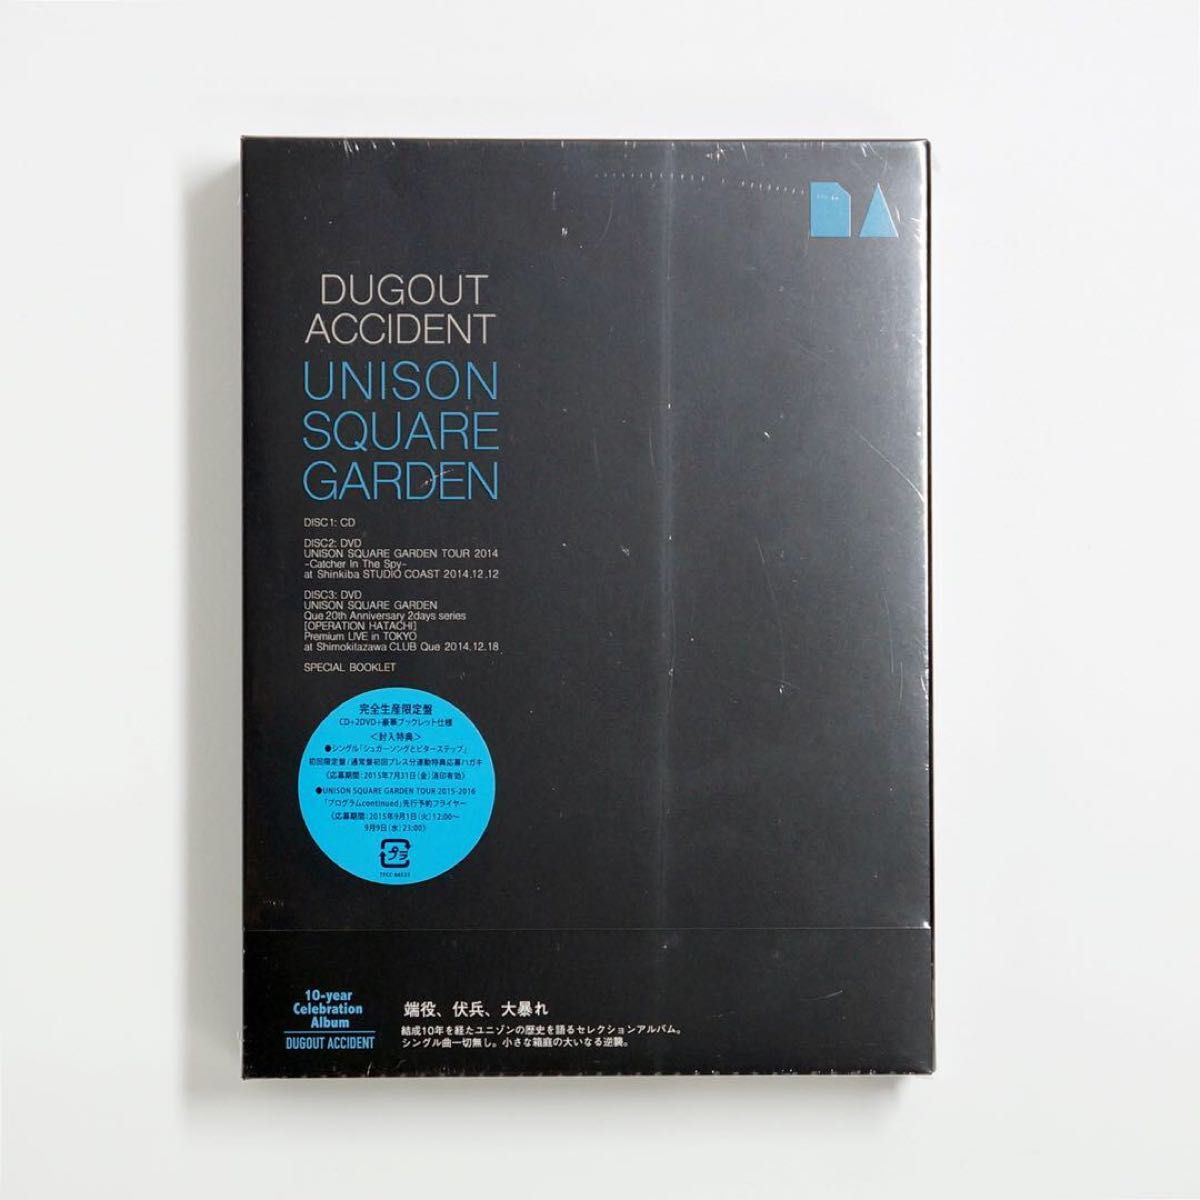 DUGOUT
ACCIDENT
UNISON
SQUARE
GARDEN
DISC1: CD
DISC2: DVD
UNISON SQUARE GARDEN TOUR 2014
-Catcher In The Spy-
at Shinkiba STUDIO COAST 2014.12.12
DISC3: DVD
UNISON SQUARE GARDEN
Que 20th Anniversary 2days series
[OPERATION HATACHI]
Premium LIVE in TOKYO
at Shimokitazawa CLUB Que 2014.12.18
SPECIAL BOOKLET
完全生産限定盤
CD+2DVD+豪華ブックレット仕様
<封入特典>
●シングル「シュガーソングとビターステップ」
初回限定盤/通常盤初回プレス分連動特典応募ハガキ
(応募期間:2015年7月31日(金)消印有効)
●UNISON SQUARE GARDEN TOUR 2015-2016
「プログラムcontinued」先行予約フライヤー
(応募期間:2015年9月1日(火)12:00〜
9月9日(水)23:00)
プラ
10-year
Celebration
Album
DUGOUT ACCIDENT
端役、伏兵、大暴れ
結成10年を経たユニゾンの歴史を語るセレクションアルバム。
シングル曲一切無し。小さな箱庭の大いなる逆襲。